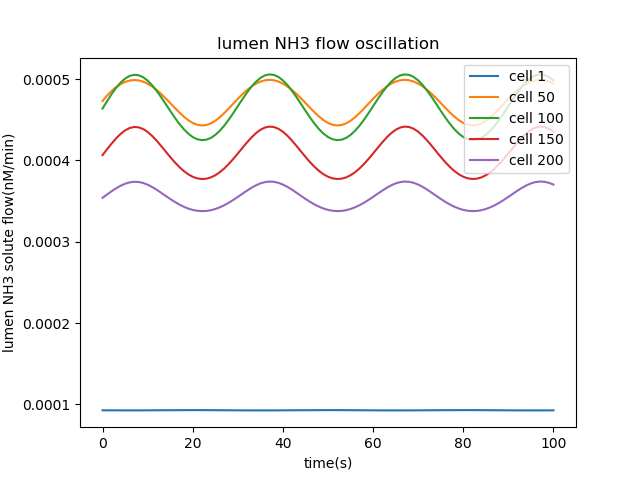 lumen NH3 flow oscillation
lumen NH3 solute flow(nM/min)
0.0005
0.0004
0.0003
0.0002
0.0001
cell 1
cell 50
cell 100
cell 150
cell 200
0 20 40 60 80 100
time(s)